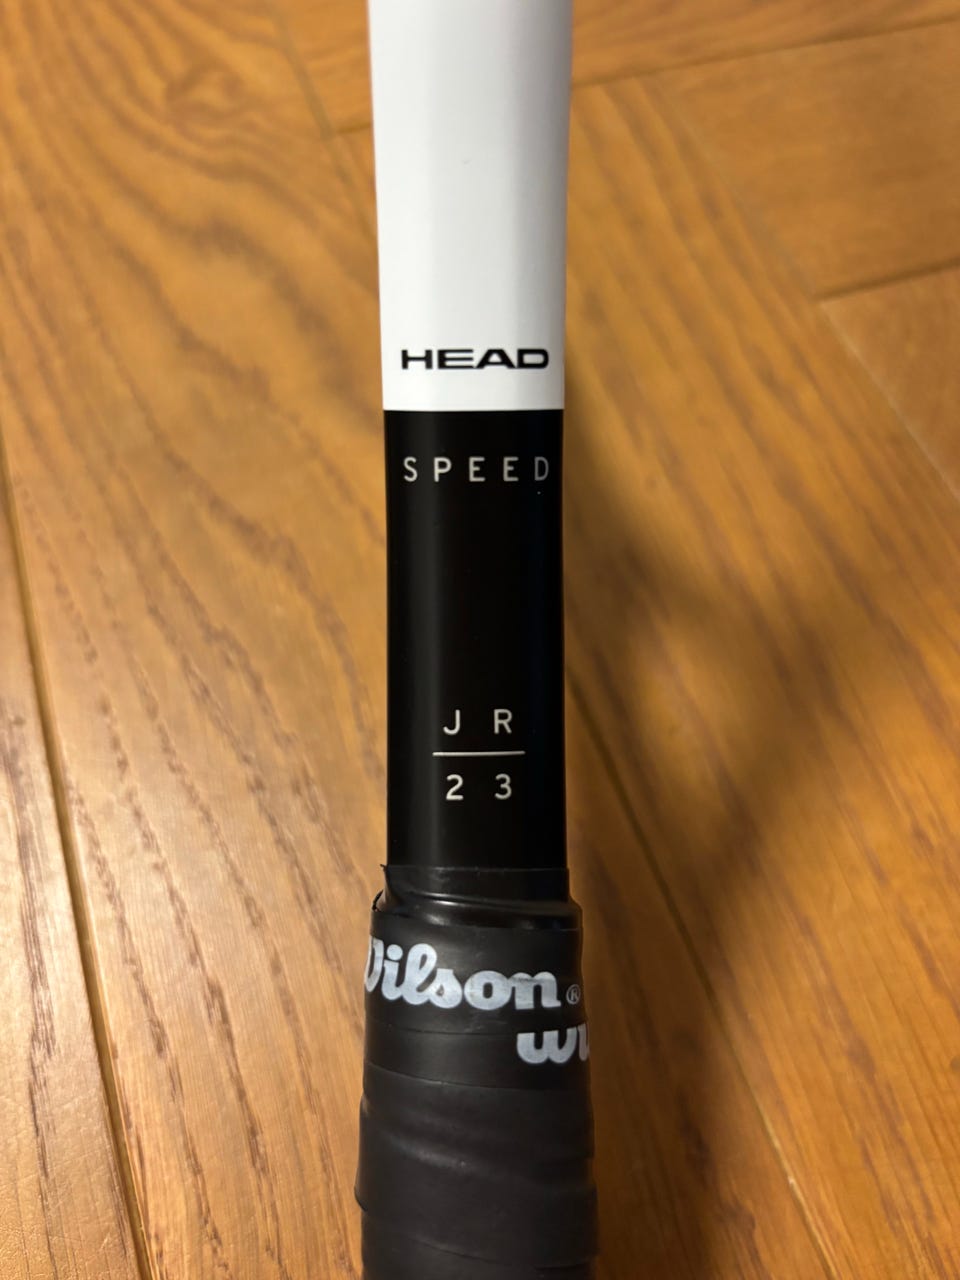 HEAD
SPEED
JR
23
Wilson®